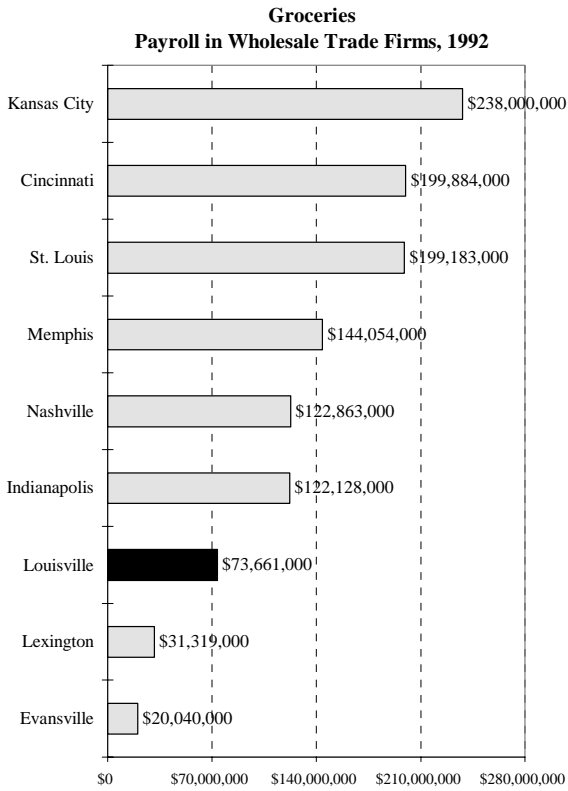 Groceries
Payroll in Wholesale Trade Firms, 1992
Kansas City $238,000,000
Cincinnati $199,884,000
St. Louis $199,183,000
Memphis $144,054,000
Nashville $122,863,000
Indianapolis $122,128,000
Louisville $73,661,000
Lexington $31,319,000
Evansville $20,040,000
$0 $70,000,000 $140,000,000 $210,000,000 $280,000,000